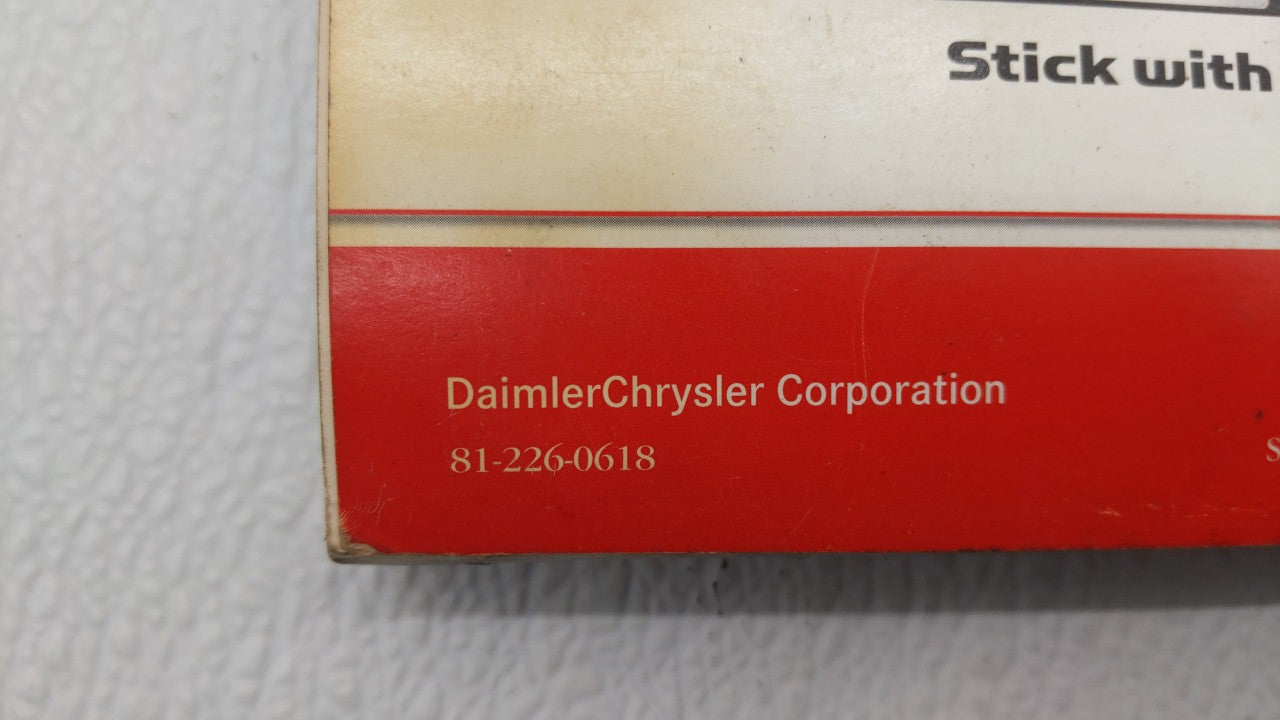 Stick with
DaimlerChrysler Corporation
81-226-0618